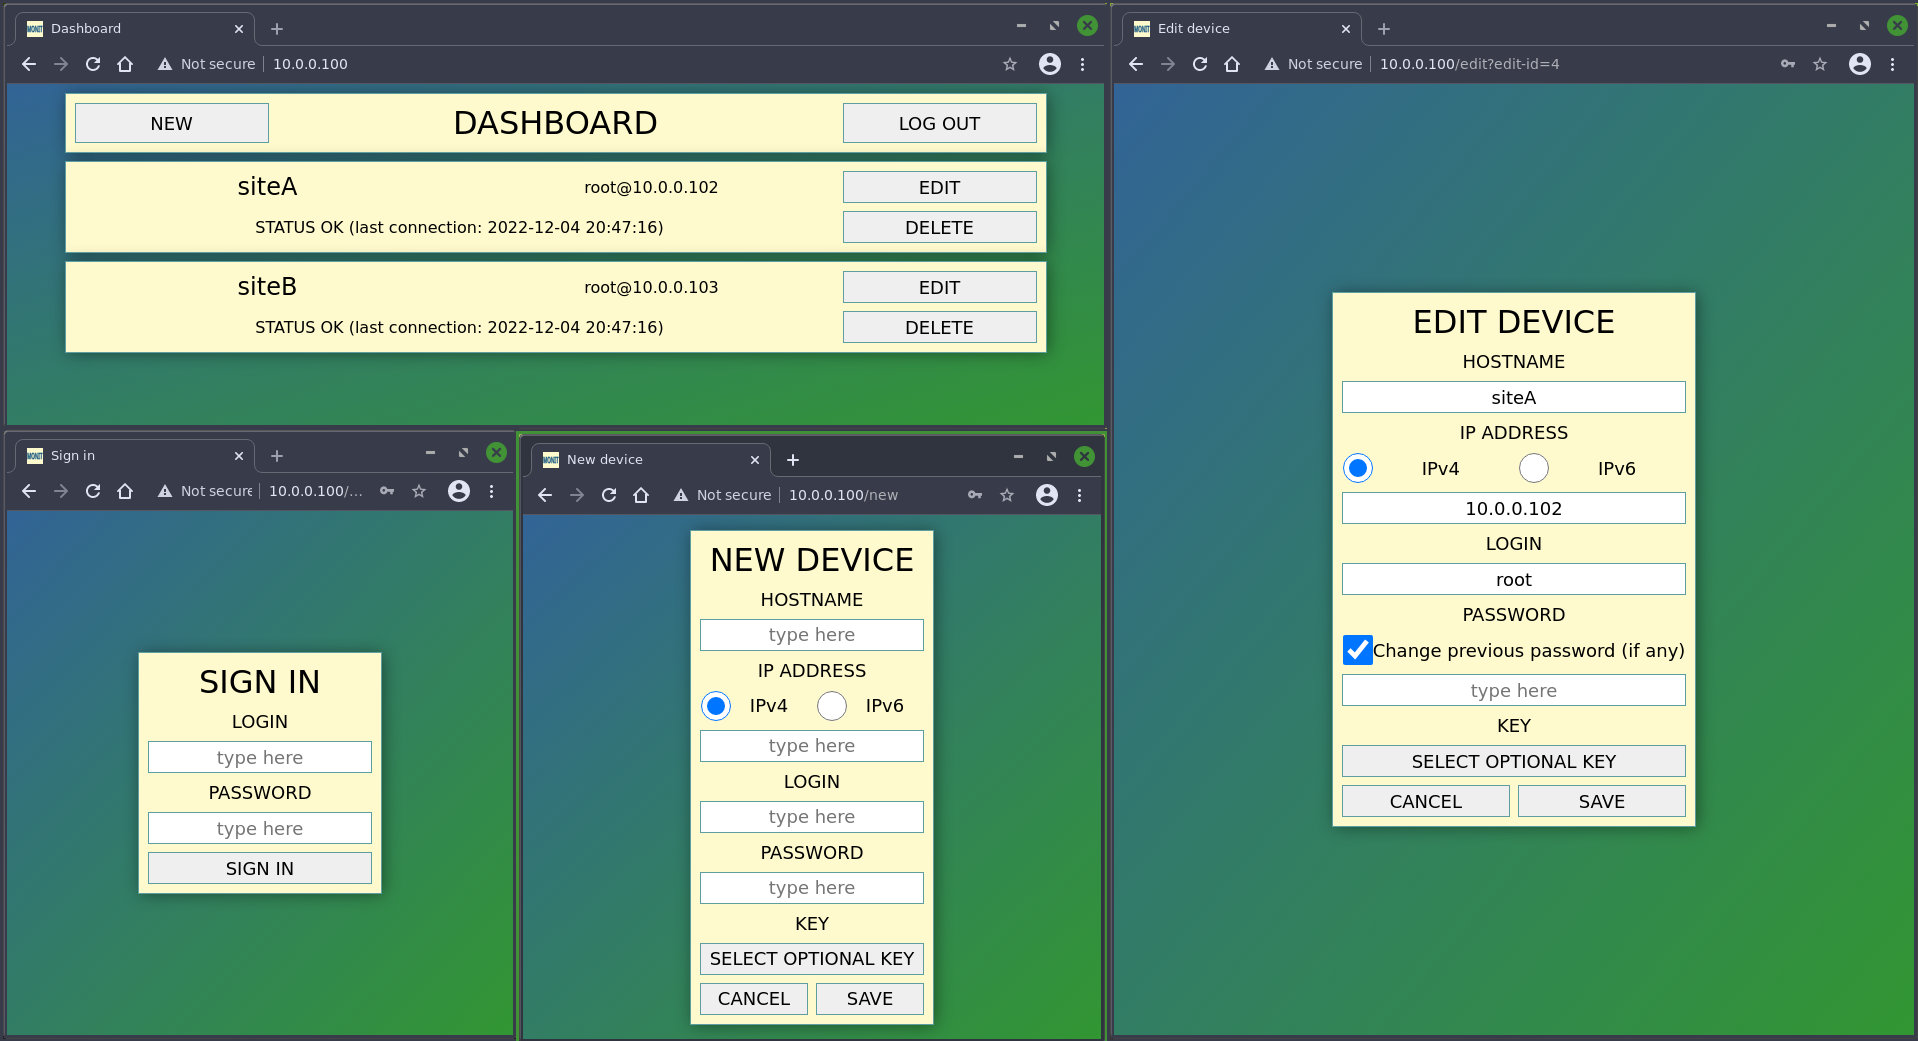 MONIT Dashboard
Not secure 10.0.0.100
NEW DASHBOARD LOG OUT
siteA root@10.0.0.102 EDIT
STATUS OK (last connection: 2022-12-04 20:47:16) DELETE
siteB root@10.0.0.103 EDIT
STATUS OK (last connection: 2022-12-04 20:47:16) DELETE
MONIT Sign in
Not secure 10.0.0.100/...
SIGN IN
LOGIN
type here
PASSWORD
type here
SIGN IN
MONIT New device
Not secure 10.0.0.100/new
NEW DEVICE
HOSTNAME
type here
IP ADDRESS
IPv4 IPv6
type here
LOGIN
type here
PASSWORD
type here
KEY
SELECT OPTIONAL KEY
CANCEL SAVE
MONIT Edit device
Not secure 10.0.0.100/edit?edit-id=4
EDIT DEVICE
HOSTNAME
siteA
IP ADDRESS
IPv4 IPv6
10.0.0.102
LOGIN
root
PASSWORD
Change previous password (if any)
type here
KEY
SELECT OPTIONAL KEY
CANCEL SAVE